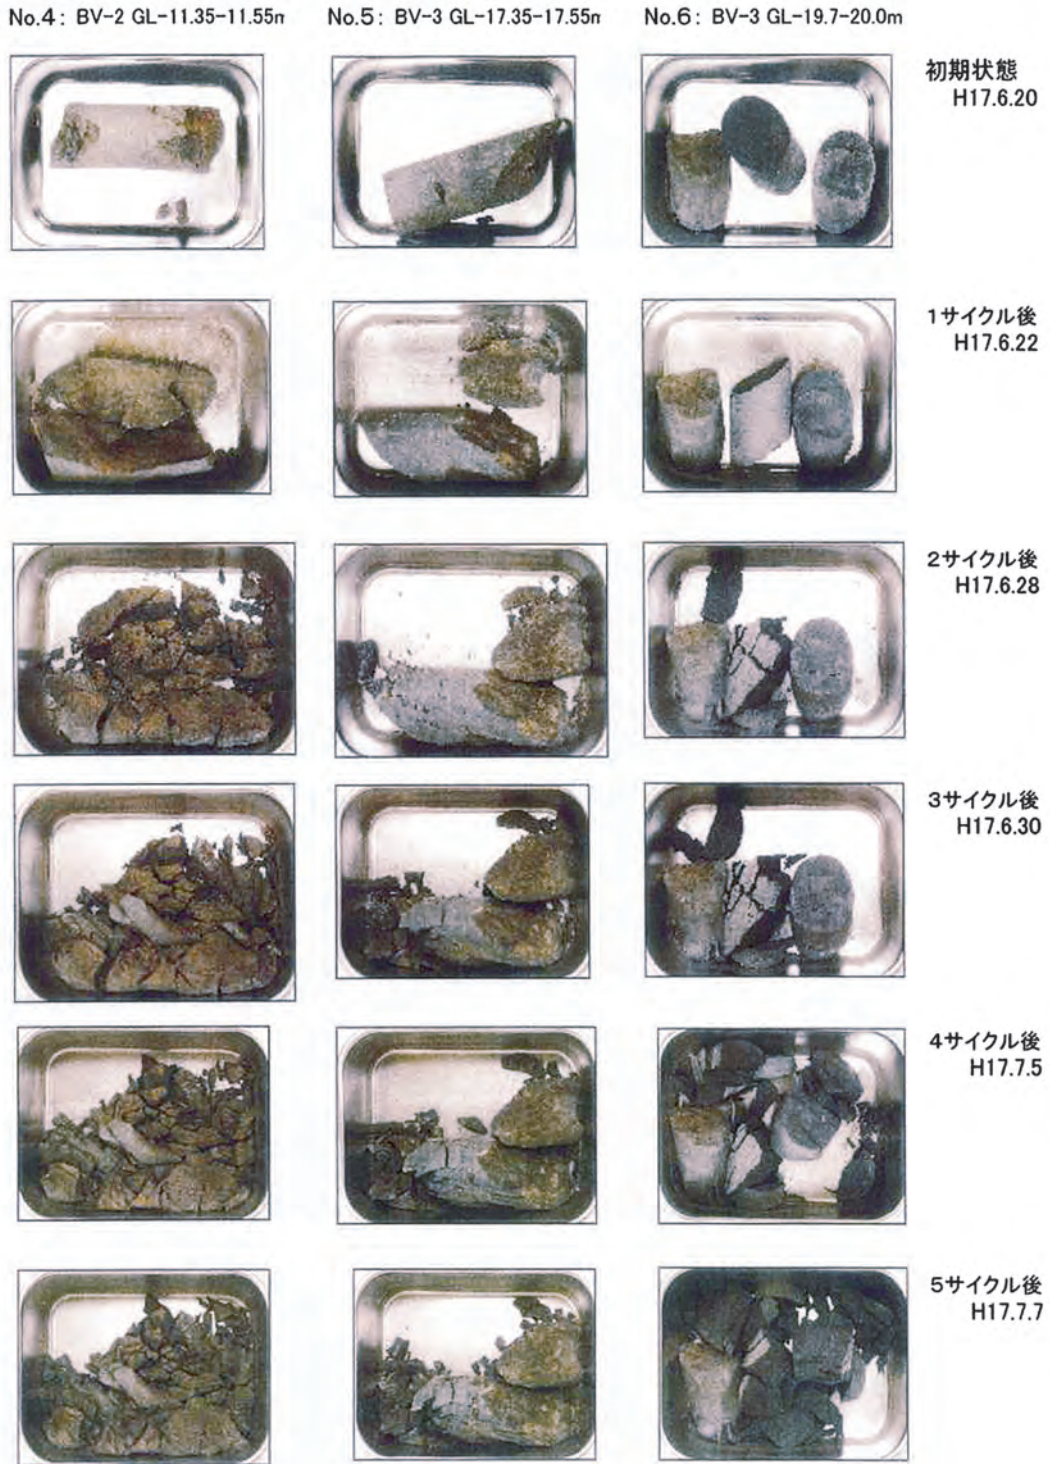 No.4: BV-2 GL-11.35-11.55m
No.5: BV-3 GL-17.35-17.55m
No.6: BV-3 GL-19.7-20.0m
初期状態
H17.6.20
1サイクル後
H17.6.22
2サイクル後
H17.6.28
3サイクル後
H17.6.30
4サイクル後
H17.7.5
5サイクル後
H17.7.7